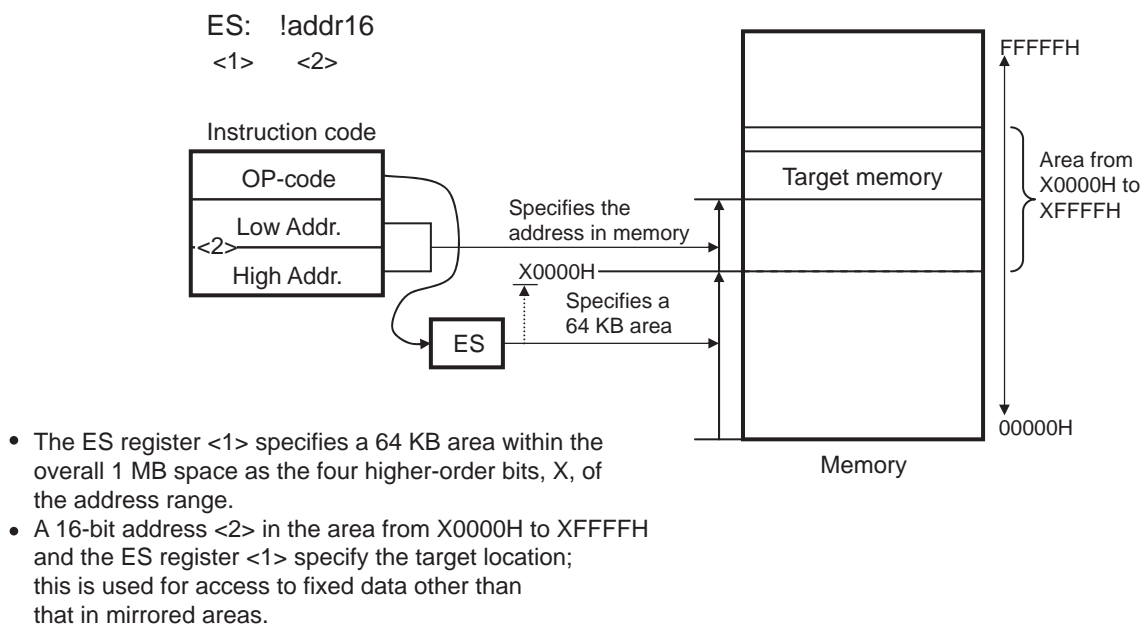 ES: !addr16
<1> <2>
Instruction code
OP-code
Low Addr.
<2>
High Addr.
ES
Specifies the
address in memory
X0000H
Specifies a
64 KB area
Target memory
Memory
FFFFFH
Area from
X0000H to
XFFFFH
00000H
• The ES register <1> specifies a 64 KB area within the
overall 1 MB space as the four higher-order bits, X, of
the address range.
• A 16-bit address <2> in the area from X0000H to XFFFFH
and the ES register <1> specify the target location;
this is used for access to fixed data other than
that in mirrored areas.